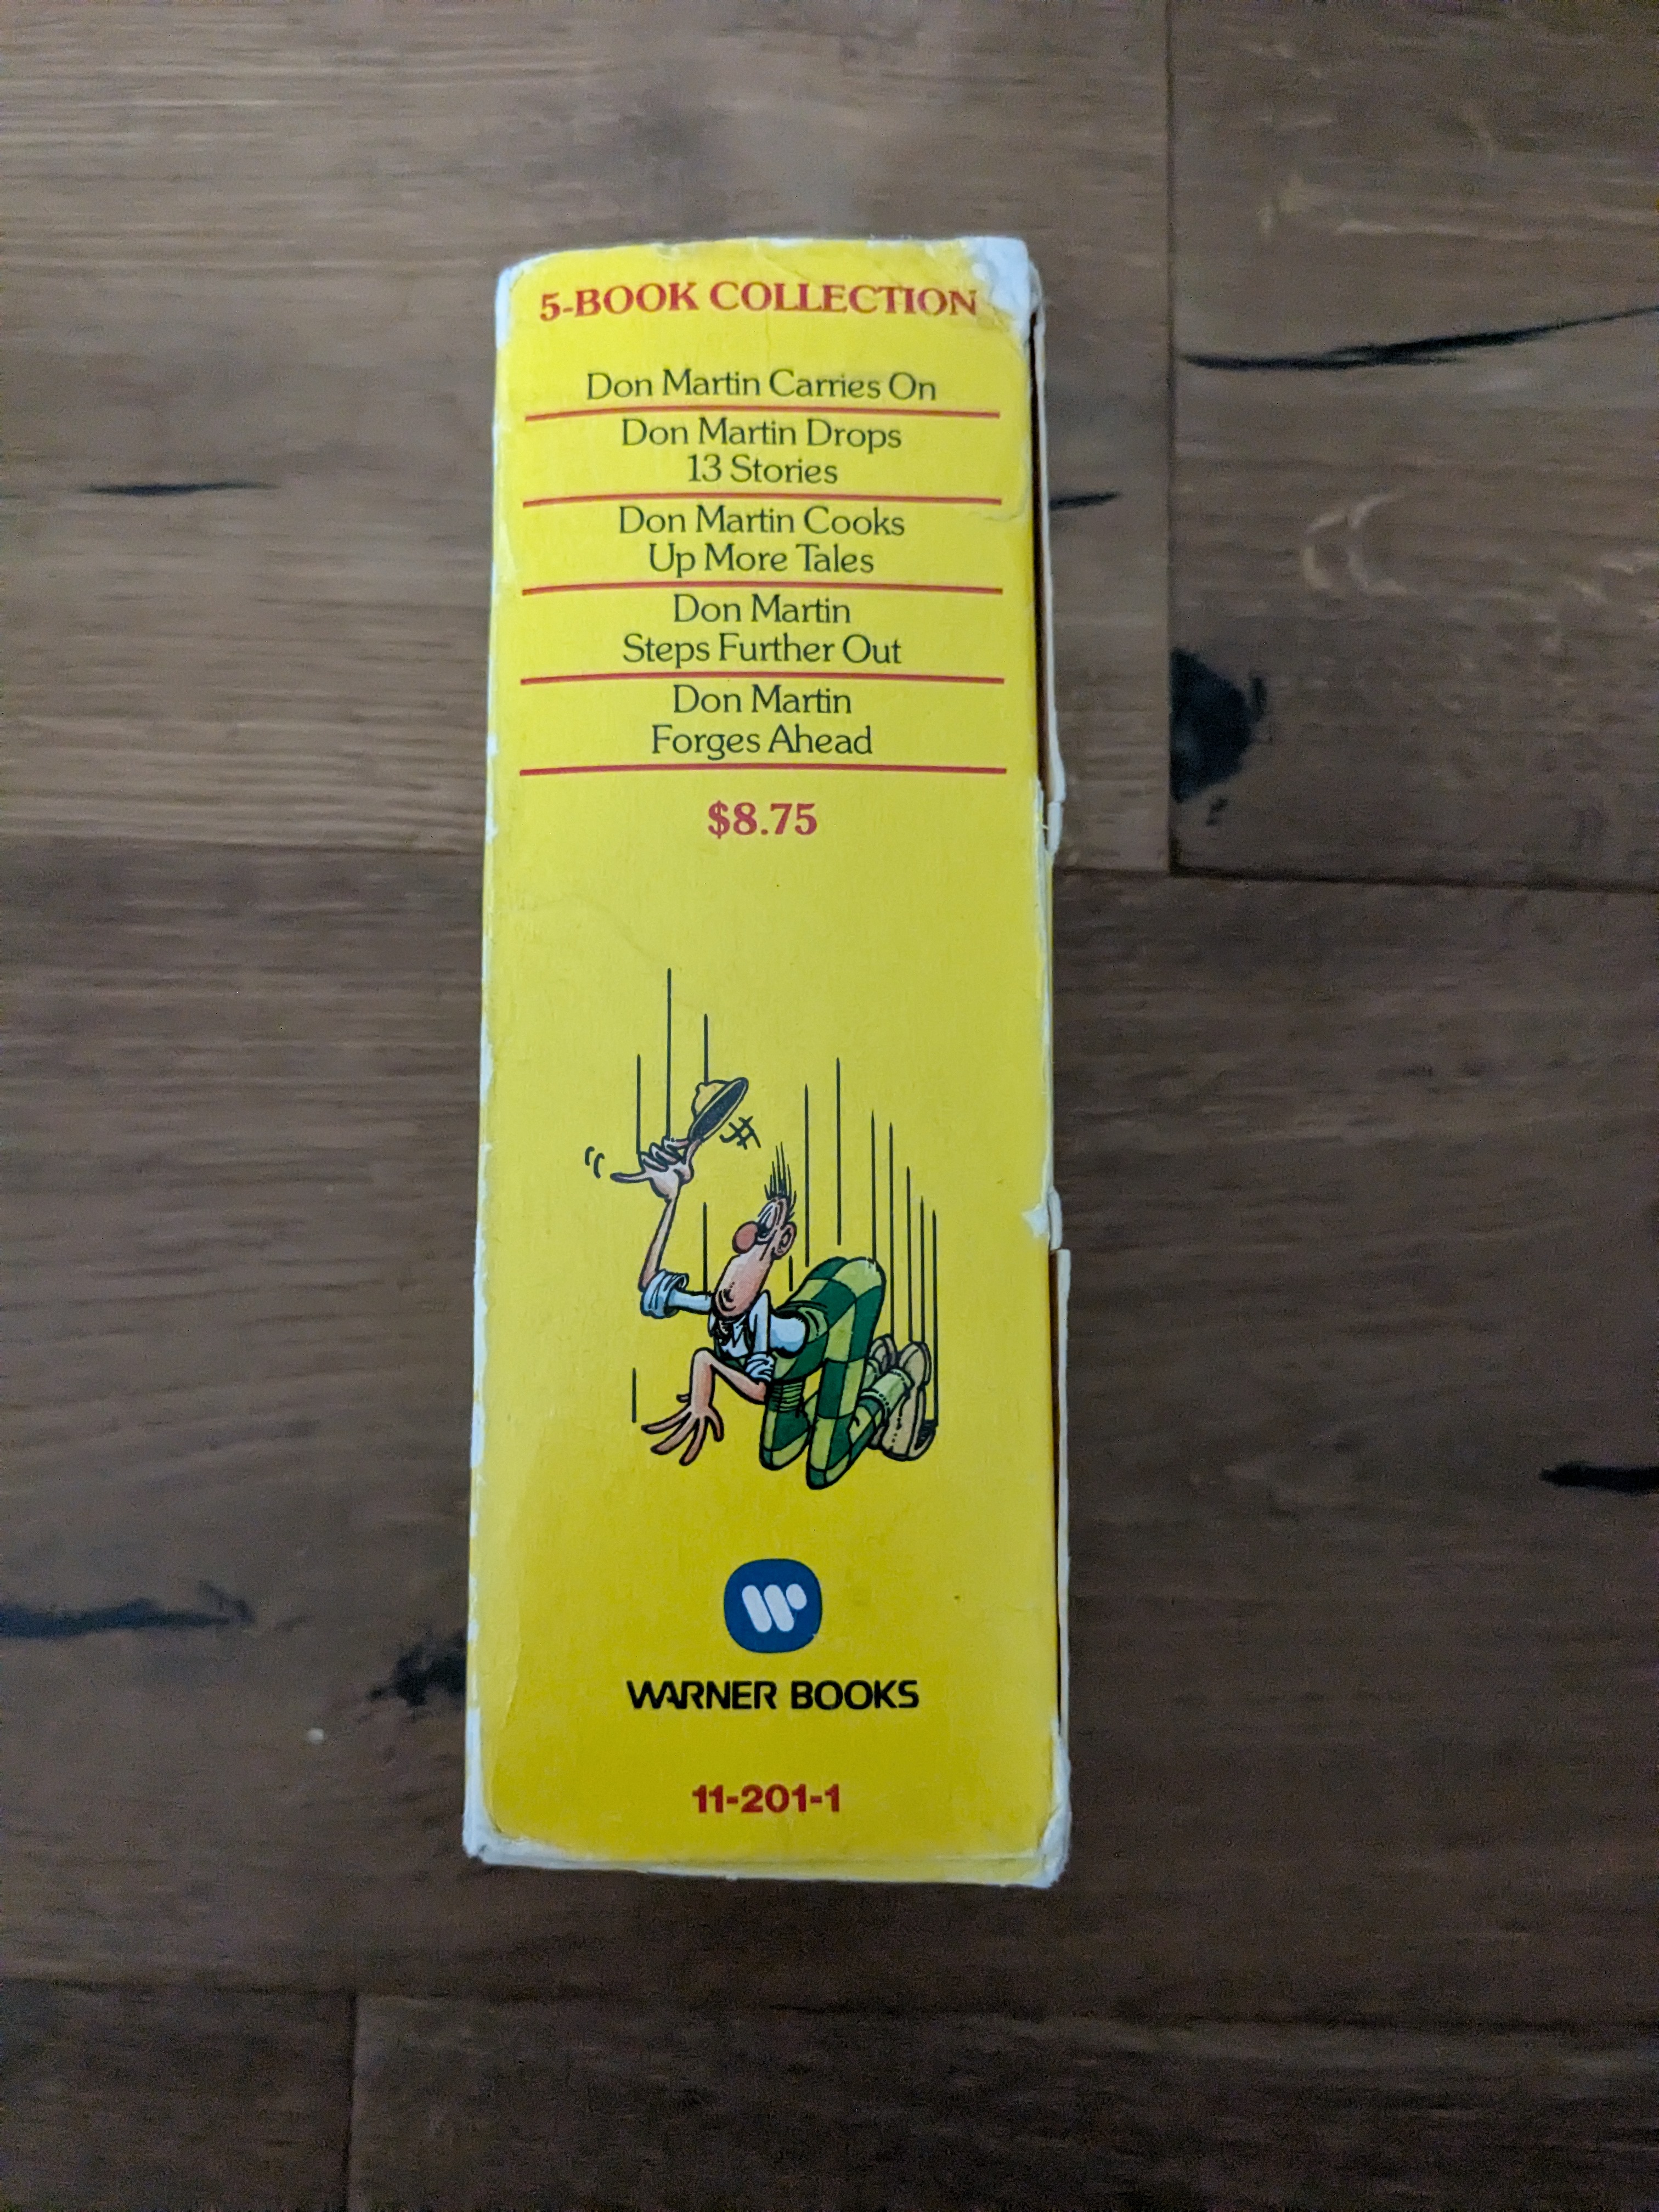 5-BOOK COLLECTION
Don Martin Carries On
Don Martin Drops
13 Stories
Don Martin Cooks
Up More Tales
Don Martin
Steps Further Out
Don Martin
Forges Ahead
$8.75
W
WARNER BOOKS
11-201-1